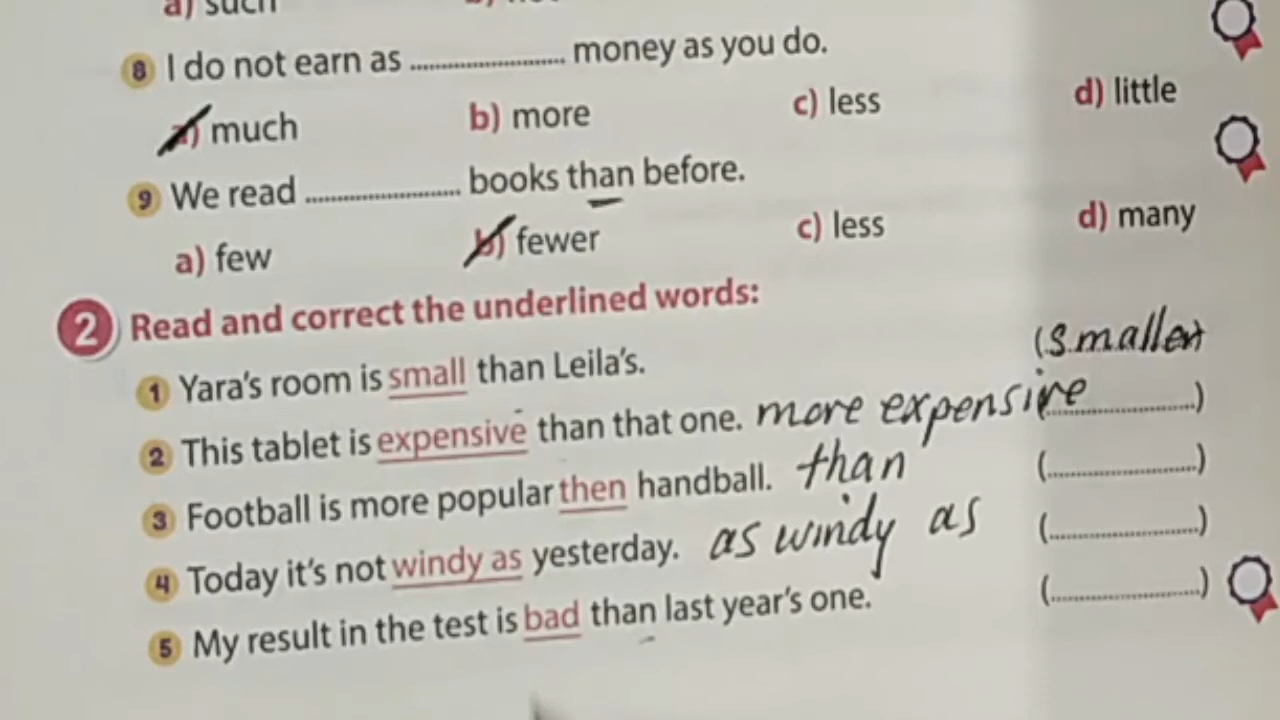 a) such
8 I do not earn as ........................ money as you do.
a) much b) more c) less d) little
9 We read ........................ books than before.
a) few b) fewer c) less d) many
2 Read and correct the underlined words:
1 Yara's room is small than Leila's. (smaller)
2 This tablet is expensive than that one. more expensive (........................)
3 Football is more popular then handball. than (........................)
4 Today it's not windy as yesterday. as windy as (........................)
5 My result in the test is bad than last year's one. (........................)